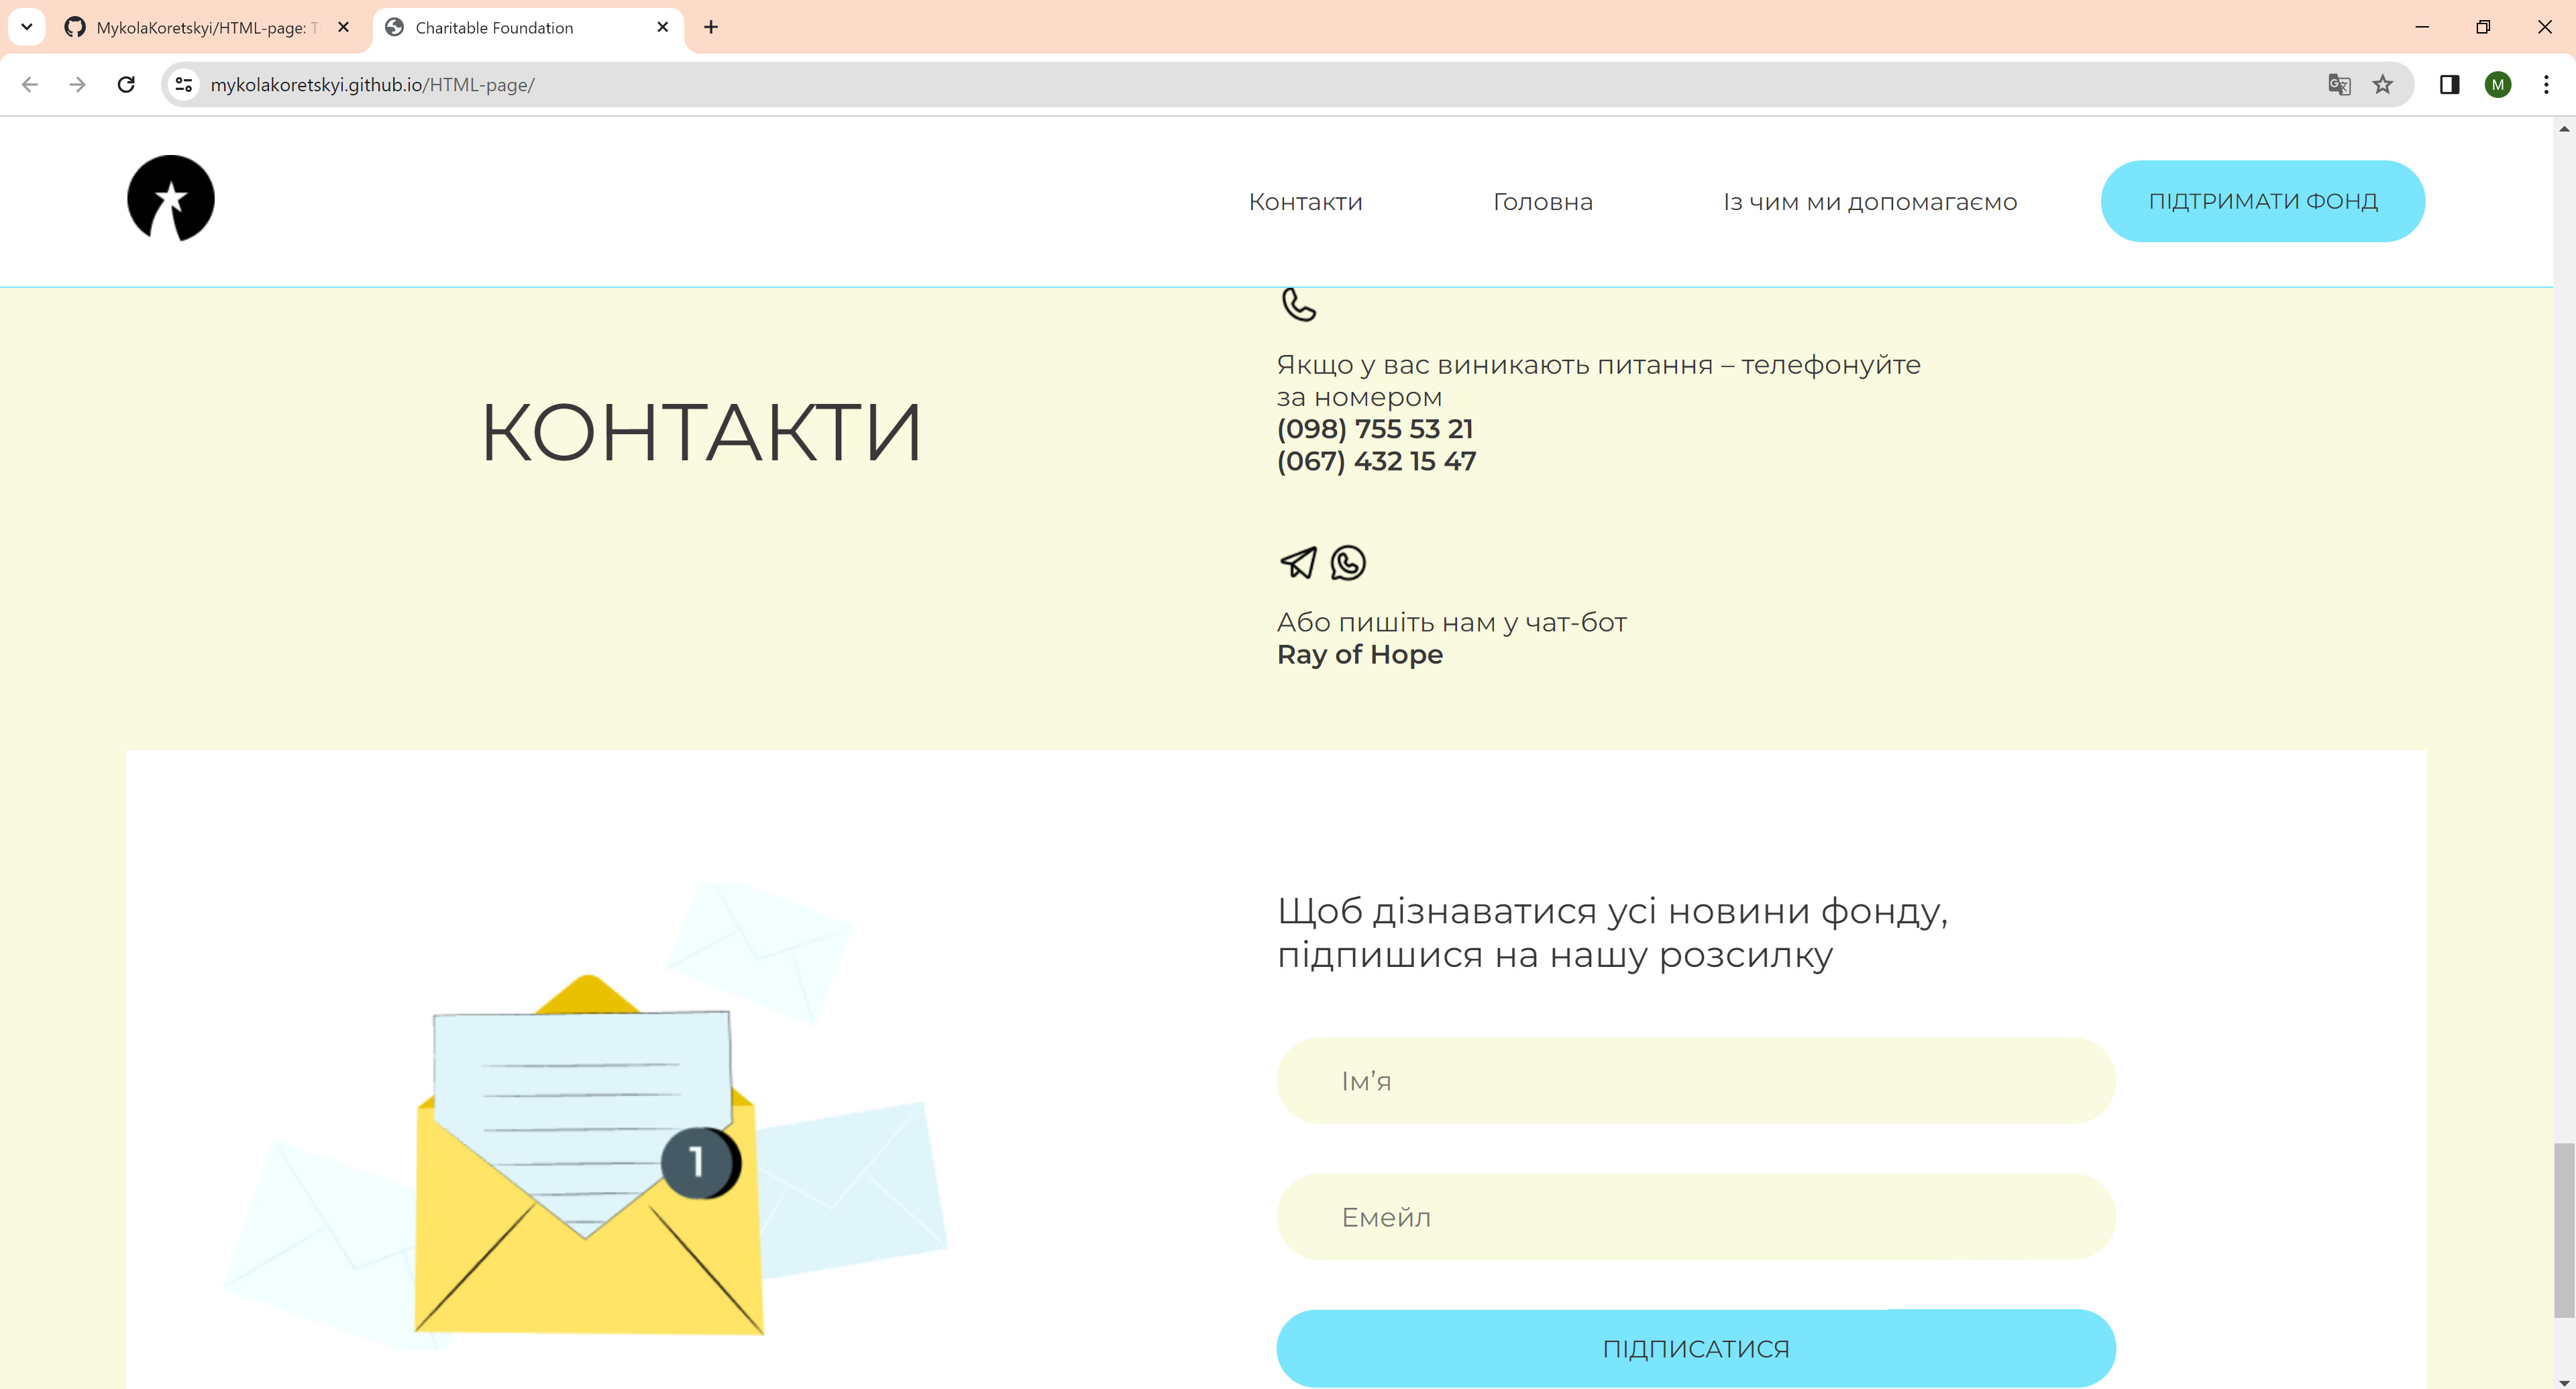 MykolaKoretskyi/HTML-page: T
Charitable Foundation
mykolakoretskyi.github.io/HTML-page/
M
Контакти
Головна
Із чим ми допомагаємо
ПІДТРИМАТИ ФОНД
КОНТАКТИ
Якщо у вас виникають питання – телефонуйте
за номером
(098) 755 53 21
(067) 432 15 47
Або пишіть нам у чат-бот
Ray of Hope
1
Щоб дізнаватися усі новини фонду,
підпишися на нашу розсилку
Ім’я
Емейл
ПІДПИСАТИСЯ